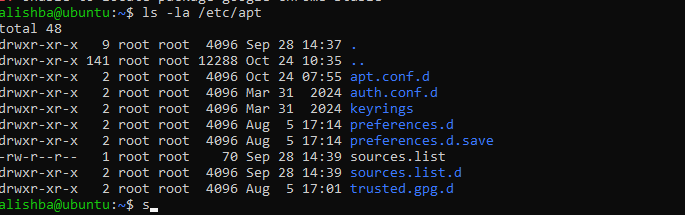 alishba@ubuntu:~$ ls -la /etc/apt
total 48
drwxr-xr-x   9 root root  4096 Sep 28 14:37 .
drwxr-xr-x 141 root root 12288 Oct 24 10:35 ..
drwxr-xr-x   2 root root  4096 Oct 24 07:55 apt.conf.d
drwxr-xr-x   2 root root  4096 Mar 31  2024 auth.conf.d
drwxr-xr-x   2 root root  4096 Mar 31  2024 keyrings
drwxr-xr-x   2 root root  4096 Aug  5 17:14 preferences.d
drwxr-xr-x   2 root root  4096 Aug  5 17:14 preferences.d.save
-rw-r--r--   1 root root    70 Sep 28 14:39 sources.list
drwxr-xr-x   2 root root  4096 Sep 28 14:39 sources.list.d
drwxr-xr-x   2 root root  4096 Aug  5 17:01 trusted.gpg.d
alishba@ubuntu:~$ s